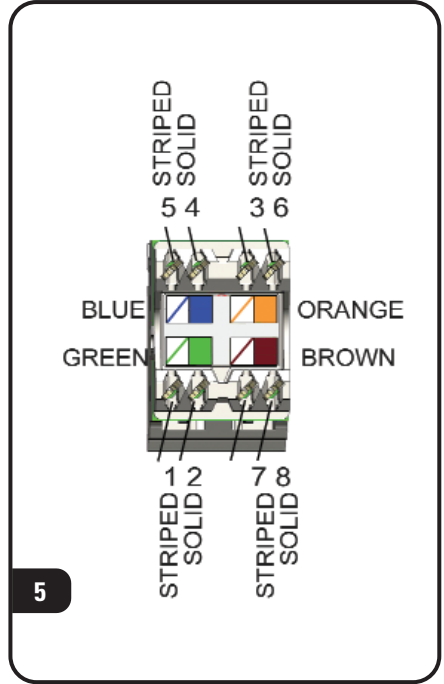 STRIPED
SOLID
STRIPED
SOLID
5 4
3 6
BLUE
ORANGE
GREEN
BROWN
1 2
7 8
STRIPED
SOLID
STRIPED
SOLID
5